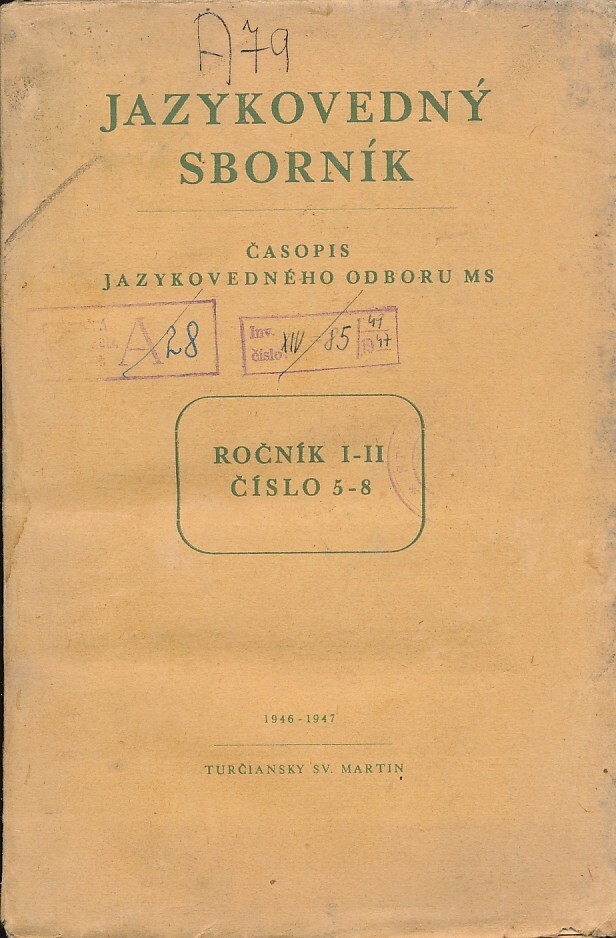 A79
JAZYKOVEDNÝ
SBORNÍK
ČASOPIS
JAZYKOVEDNÉHO ODBORU MS
A 28
Inv. číslo: XIV-85
ROČNÍK I-II
ČÍSLO 5-8
1946-1947
TURČIANSKY SV. MARTIN